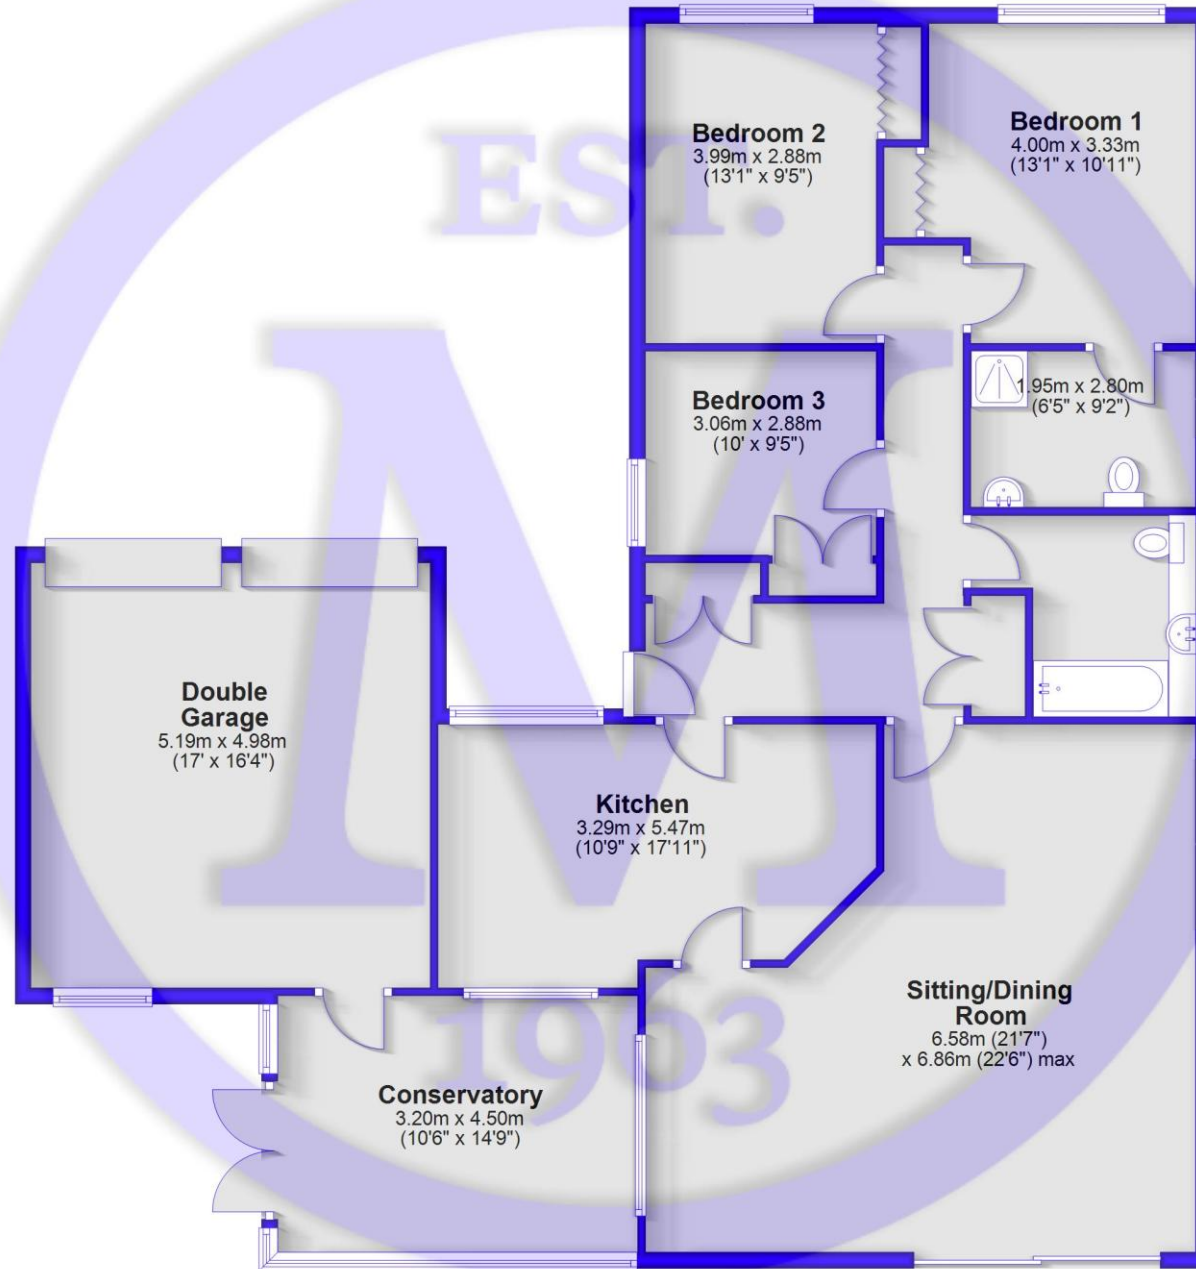 EST.
Bedroom 2
3.99m x 2.88m
(13'1" x 9'5")
Bedroom 1
4.00m x 3.33m
(13'1" x 10'11")
Bedroom 3
3.06m x 2.88m
(10' x 9'5")
1.95m x 2.80m
(6'5" x 9'2")
M
Double
Garage
5.19m x 4.98m
(17' x 16'4")
Kitchen
3.29m x 5.47m
(10'9" x 17'11")
Sitting/Dining
Room
6.58m (21'7")
x 6.86m (22'6") max
1963
Conservatory
3.20m x 4.50m
(10'6" x 14'9")